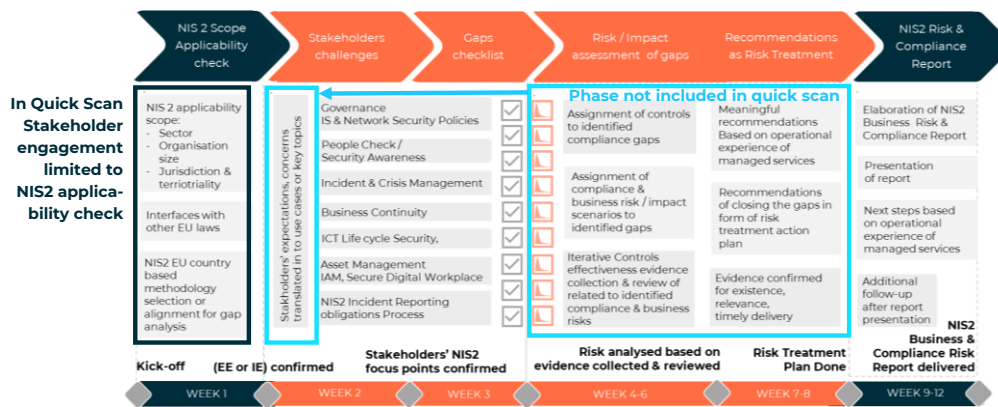 NIS 2 Scope
Applicability
check
Stakeholders
challenges
Gaps
checklist
Risk / Impact
assessment of gaps
Recommendations
as Risk Treatment
NIS2 Risk &
Compliance
Report
In Quick Scan
Stakeholder
engagement
limited to
NIS2 applica-
bility check
NIS 2 applicability
scope:
- Sector
- Organisation
size
- Jurisdiction &
terriotriality
Interfaces with
other EU laws
NIS2 EU country
based
methodology
selection or
alignment for gap
analysis
Stakholders' expectations, concerns
translated in to use cases or key topics
Governance
IS & Network Security Policies
People Check /
Security Awareness
Incident & Crisis Management
Business Continuity
ICT Life cycle Security,
Asset Management
IAM, Secure Digital Workplace
NIS2 Incident Reporting
obligations Process
Phase not included in quick scan
Assignment of controls
to identified
compliance gaps
Assignment of
compliance &
business risk / impact
scenarios to
identified gaps
Iterative Controls
effectiveness evidence
collection & review of
related to identified
compliance & business
risks
Meaningful
recommendations
Based on operational
experience of
managed services
Recommendations
of closing the gaps in
form of risk
treatment action
plan
Evidence confirmed
for existence,
relevance,
timely delivery
Elaboration of NIS2
Business Risk &
Compliance Report
Presentation
of report
Next steps based
on operational
experience of
managed services
Additional
follow-up
after report
presentation
Kick-off
(EE or IE) confirmed
Stakeholders' NIS2
focus points confirmed
Risk analysed based on
evidence collected & reviewed
Risk Treatment
Plan Done
NIS2
Business &
Compliance Risk
Report delivered
WEEK 1
WEEK 2
WEEK 3
WEEK 4-6
WEEK 7-8
WEEK 9-12